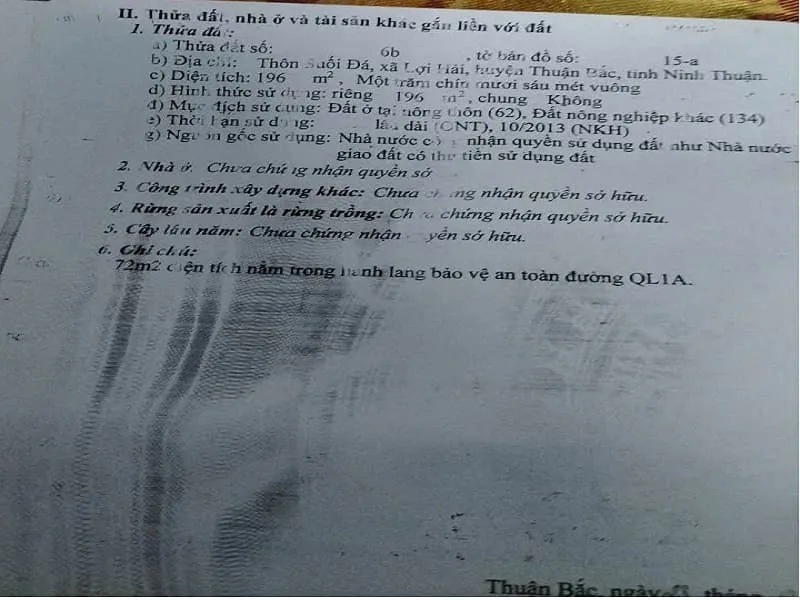 II. Thửa đất, nhà ở và tài sản khác gắn liền với đất
1. Thửa đất:
a) Thửa đất số: 6b , tờ bản đồ số: 15-a
b) Địa chỉ: Thôn Suối Đá, xã Lợi Hải, huyện Thuận Bắc, tỉnh Ninh Thuận.
c) Diện tích: 196 m², Một trăm chín mươi sáu mét vuông
d) Hình thức sử dụng: riêng 196 m², chung Không
đ) Mục đích sử dụng: Đất ở tại nông thôn (62), Đất nông nghiệp khác (134)
e) Thời hạn sử dụng: lâu dài (ONT), 10/2013 (NKH)
g) Nguồn gốc sử dụng: Nhà nước nhận quyền sử dụng đất như Nhà nước
giao đất có thu tiền sử dụng đất
2. Nhà ở: Chưa chứng nhận quyền sở
3. Công trình xây dựng khác: Chưa chứng nhận quyền sở hữu.
4. Rừng sản xuất là rừng trồng: Chưa chứng nhận quyền sở hữu.
5. Cây lâu năm: Chưa chứng nhận quyền sở hữu.
6. Ghi chú:
72m2 diện tích nằm trong hành lang bảo vệ an toàn đường QL1A.
Thuận Bắc, ngày tháng